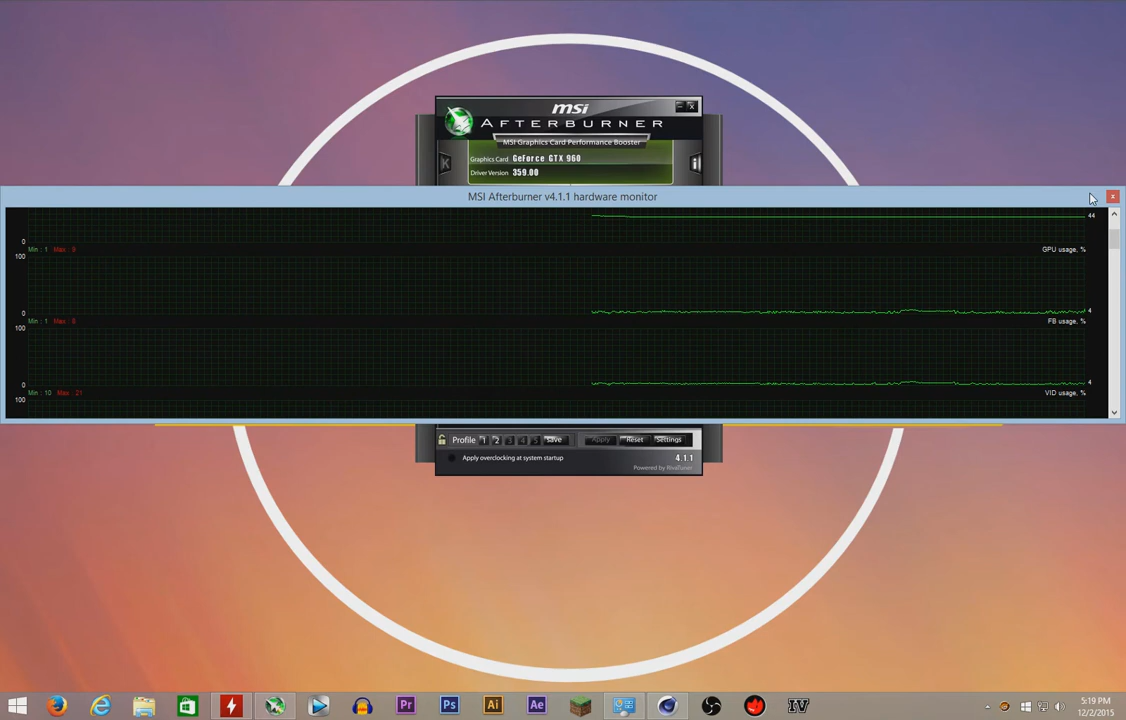 msi
AFTERBURNER
MSI Graphics Card Performance Booster
Graphics Card GeForce GTX 960
Driver Version 359.00
K
i
MSI Afterburner v4.1.1 hardware monitor
44
0
Min : 1 Max : 9
GPU usage, %
100
4
0
Min : 1 Max : 8
FB usage, %
100
4
0
Min : 10 Max : 21
VID usage, %
100
Profile 1 2 3 4 5 Save Apply Reset Settings
Apply overclocking at system startup
4.1.1
Powered by RivaTuner
Pr
Ps
Ai
Ae
IV
5:19 PM
12/2/2015